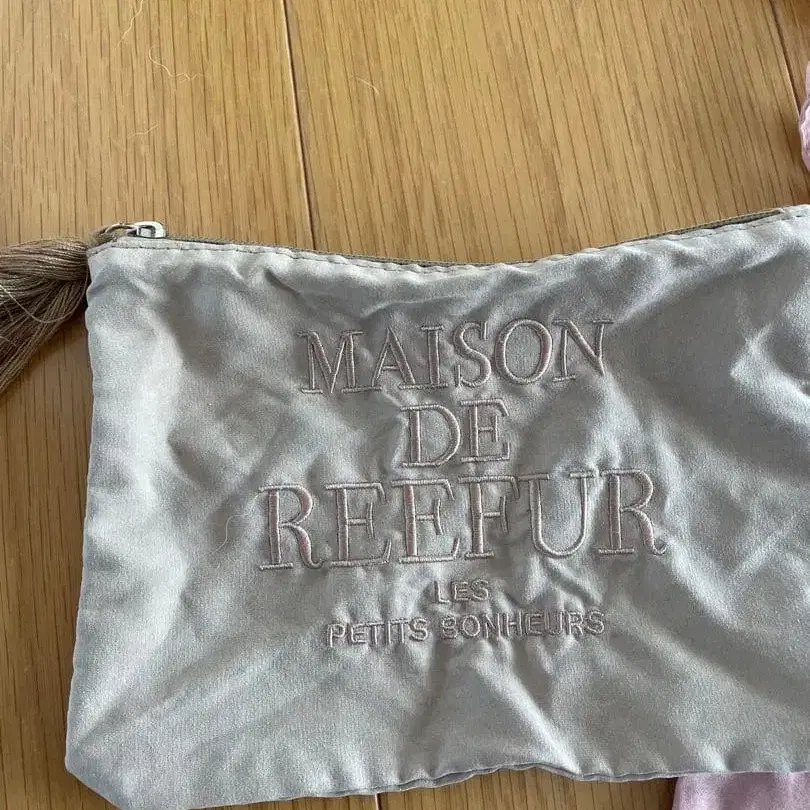 MAISON
DE
REEFUR
LES
PETITS BONHEURS